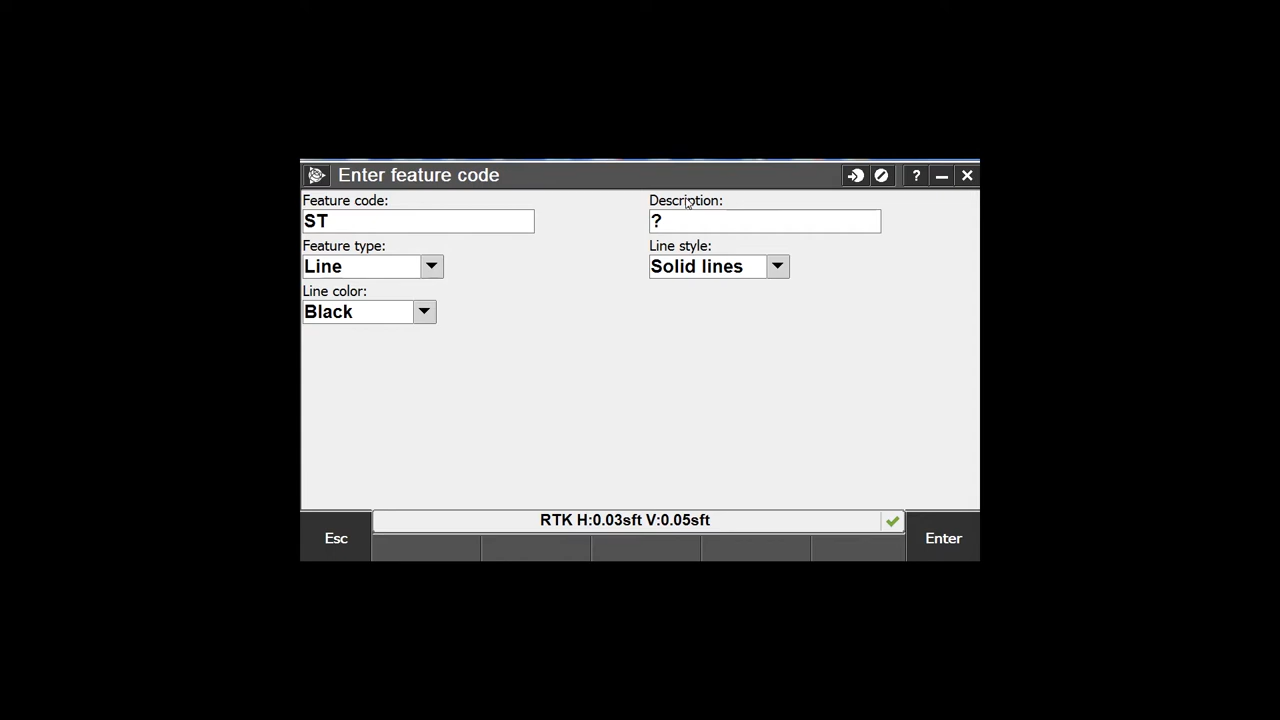 Enter feature code
?
Feature code:
ST
Description:
?
Feature type:
Line
Line style:
Solid lines
Line color:
Black
Esc
RTK H:0.03sft V:0.05sft
Enter